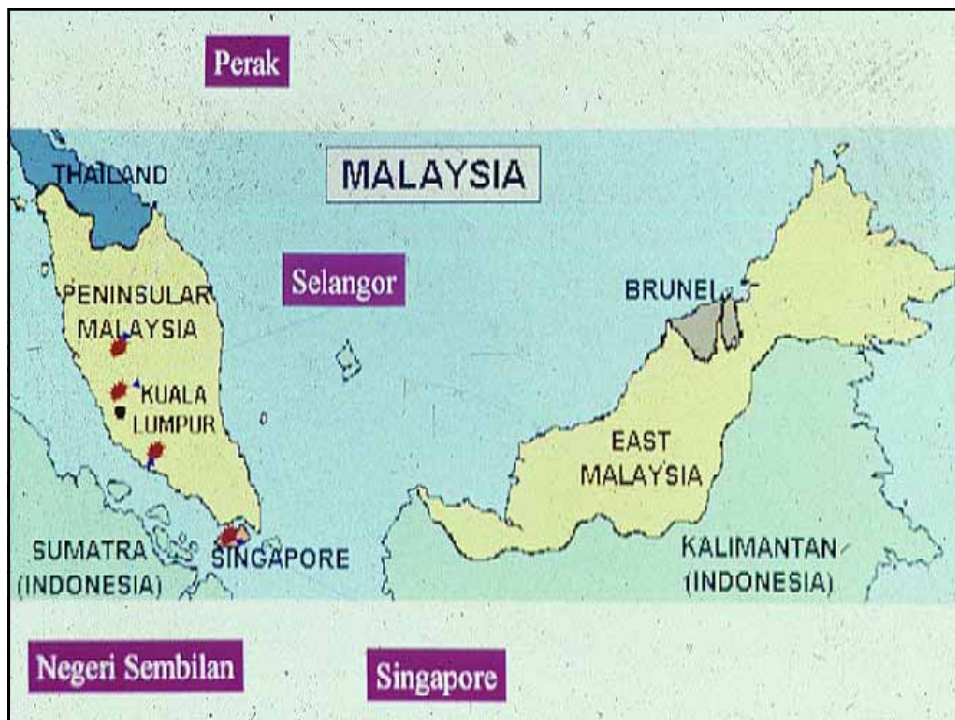 Perak
THAILAND
MALAYSIA
Selangor
BRUNEI
PENINSULAR
MALAYSIA
KUALA
LUMPUR
EAST
MALAYSIA
SUMATRA
(INDONESIA)
SINGAPORE
KALIMANTAN
(INDONESIA)
Negeri Sembilan
Singapore